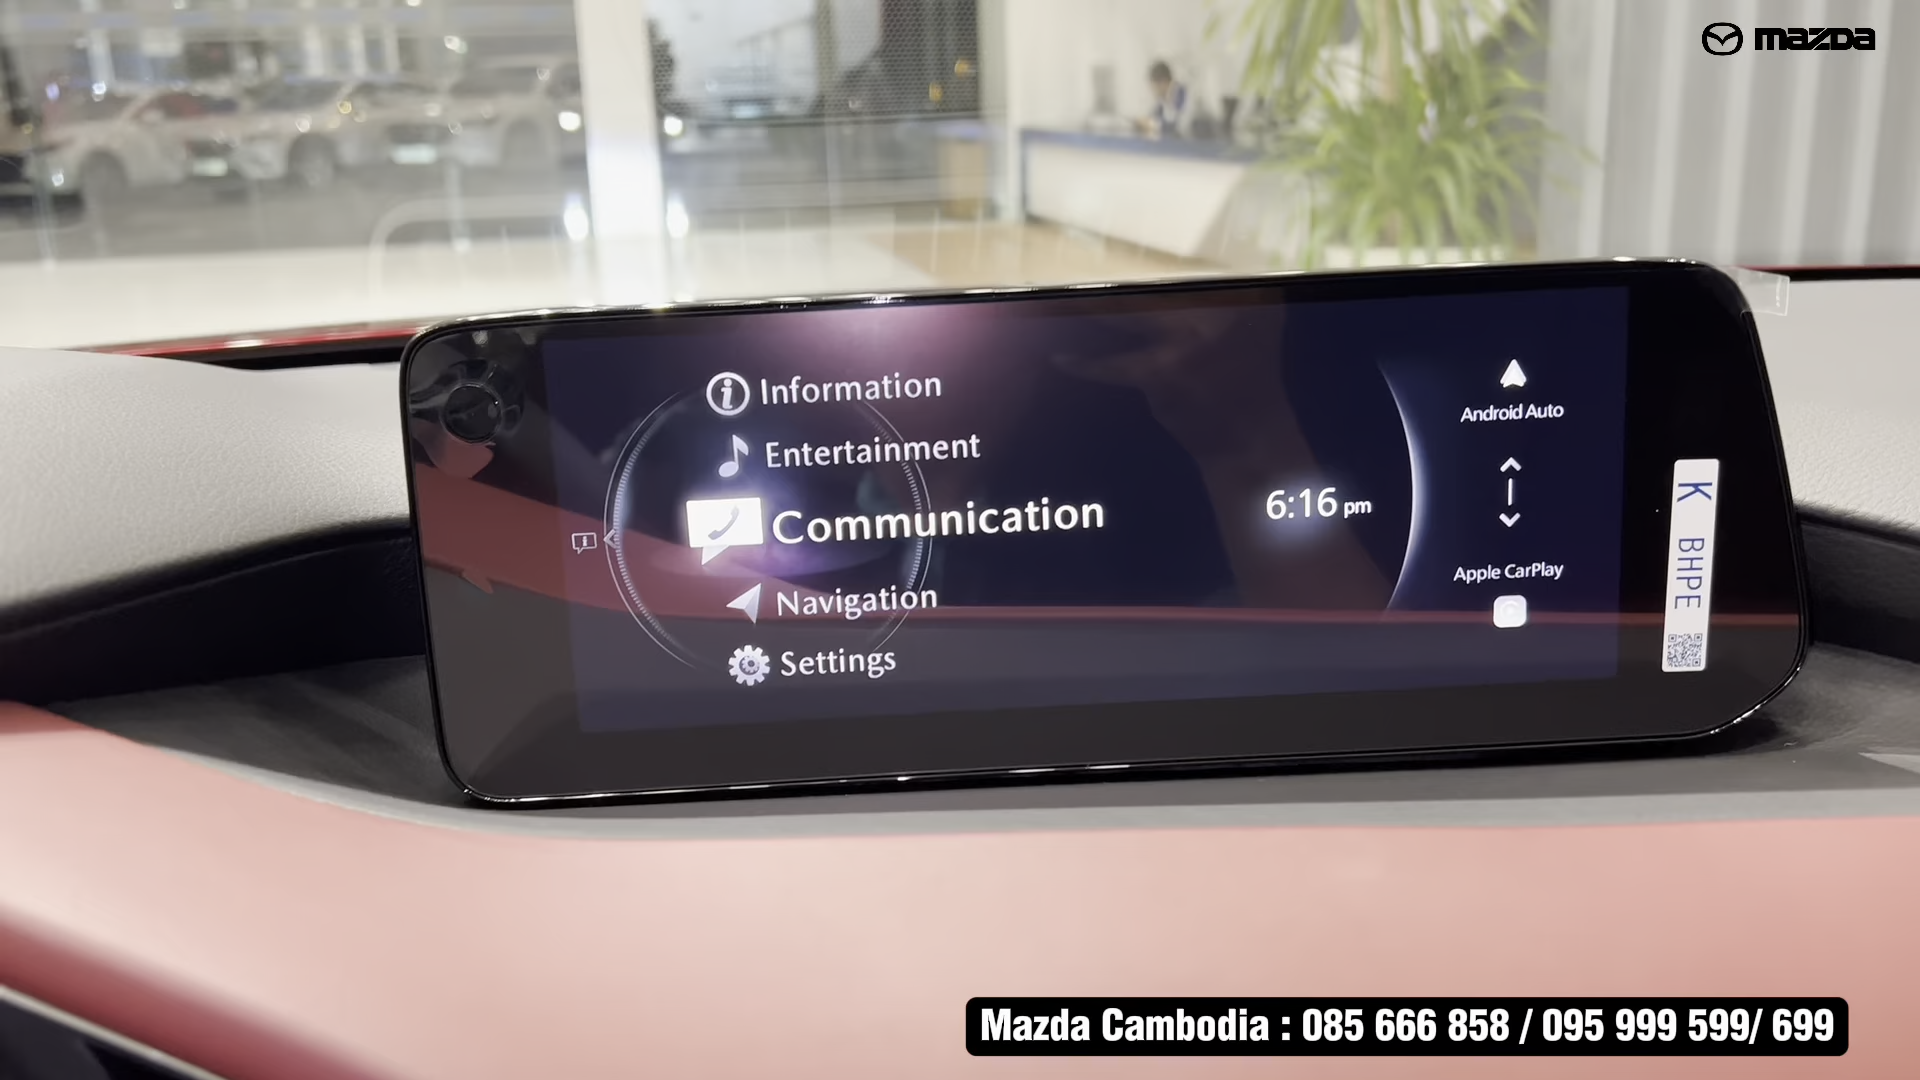 mazda
Information
Entertainment
Communication
Navigation
Settings
6:16 pm
Android Auto
Apple CarPlay
K BHPE
Mazda Cambodia : 085 666 858 / 095 999 599/ 699